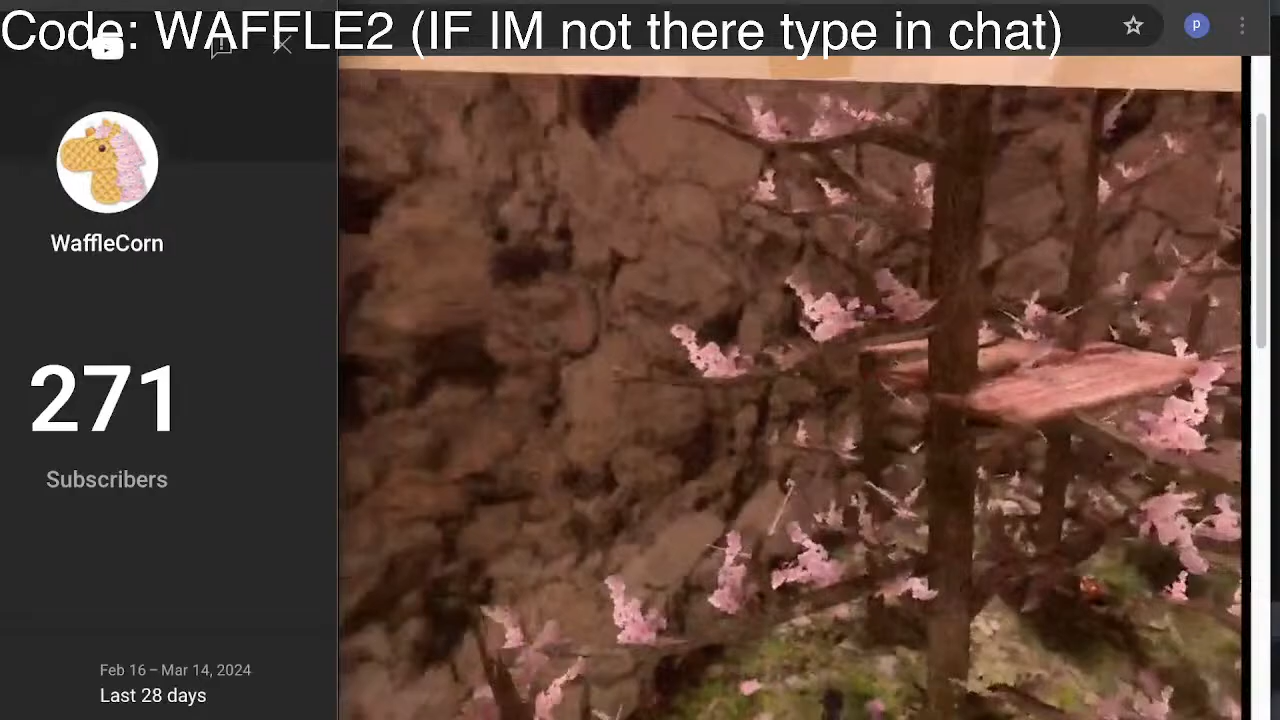 Code: WAFFLE2 (IF IM not there type in chat)
p
WaffleCorn
271
Subscribers
Feb 16 – Mar 14, 2024
Last 28 days